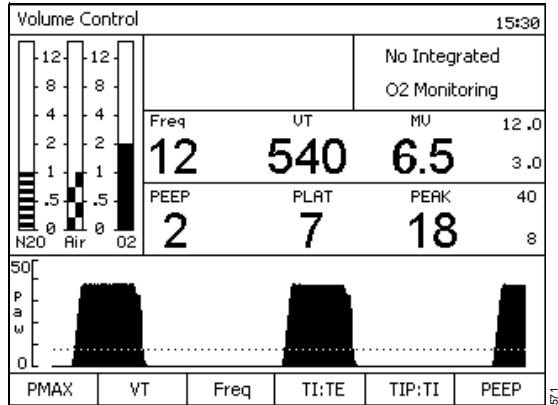 Volume Control
15:30
12 12
8 8
4 4
2 2
1 1
.5 .5
0 0
N2O Air O2
No Integrated
O2 Monitoring
Freq VT MV 12.0
12 540 6.5 3.0
PEEP PLAT PEAK 40
2 7 18 8
50
Paw
0
PMAX VT Freq TI:TE TIP:TI PEEP